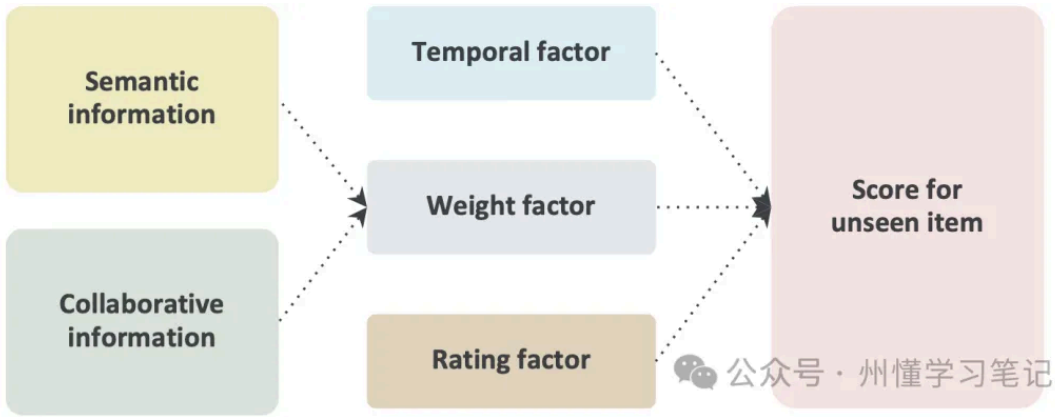 Semantic
information
Collaborative
information
Temporal factor
Weight factor
Rating factor
Score for
unseen item
公众号 · 州懂学习笔记